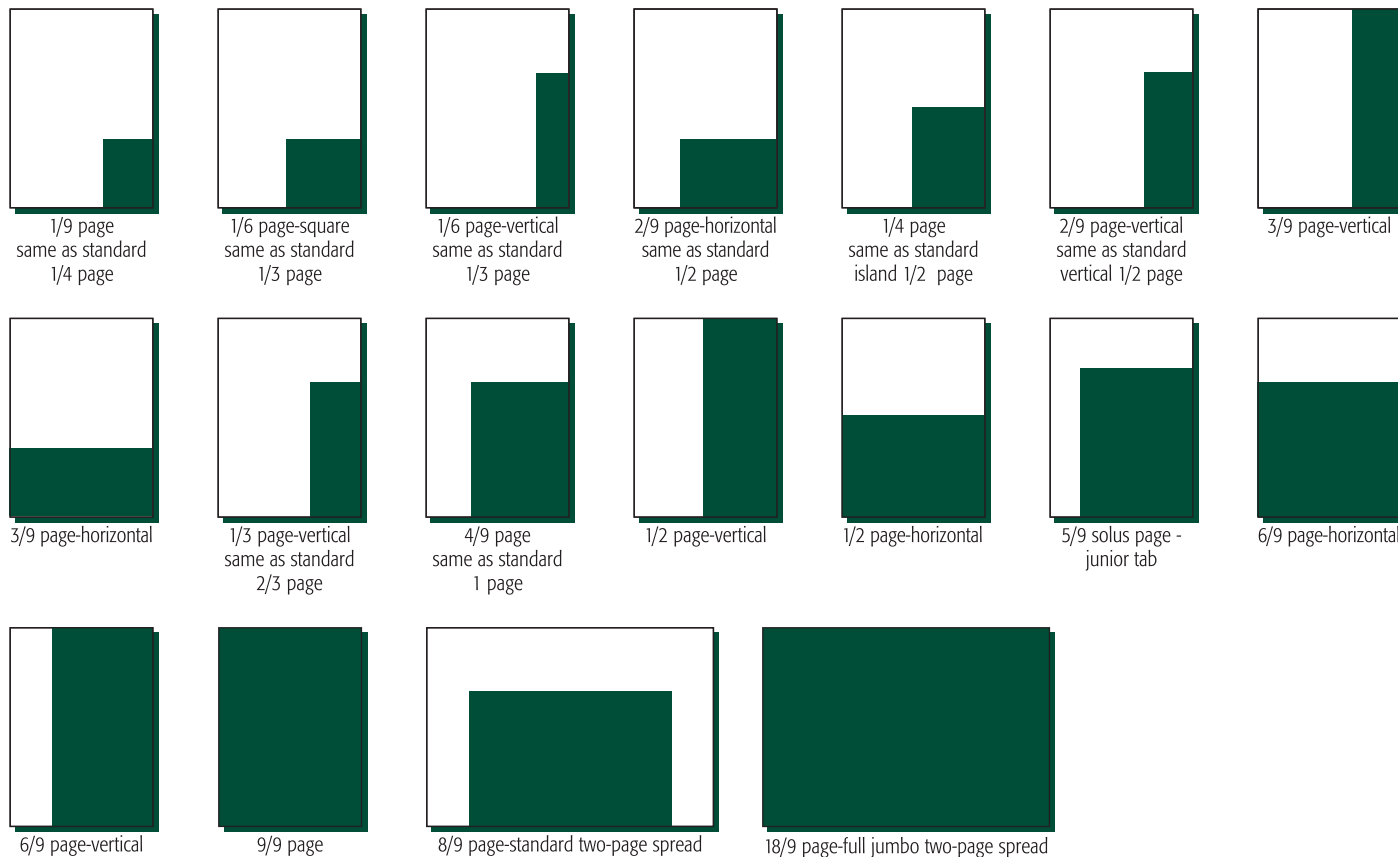 1/9 page
same as standard
1/4 page
1/6 page-square
same as standard
1/3 page
1/6 page-vertical
same as standard
1/3 page
2/9 page-horizontal
same as standard
1/2 page
1/4 page
same as standard
island 1/2 page
2/9 page-vertical
same as standard
vertical 1/2 page
3/9 page-vertical
3/9 page-horizontal
1/3 page-vertical
same as standard
2/3 page
4/9 page
same as standard
1 page
1/2 page-vertical
1/2 page-horizontal
5/9 solus page -
junior tab
6/9 page-horizontal
6/9 page-vertical
9/9 page
8/9 page-standard two-page spread
18/9 page-full jumbo two-page spread